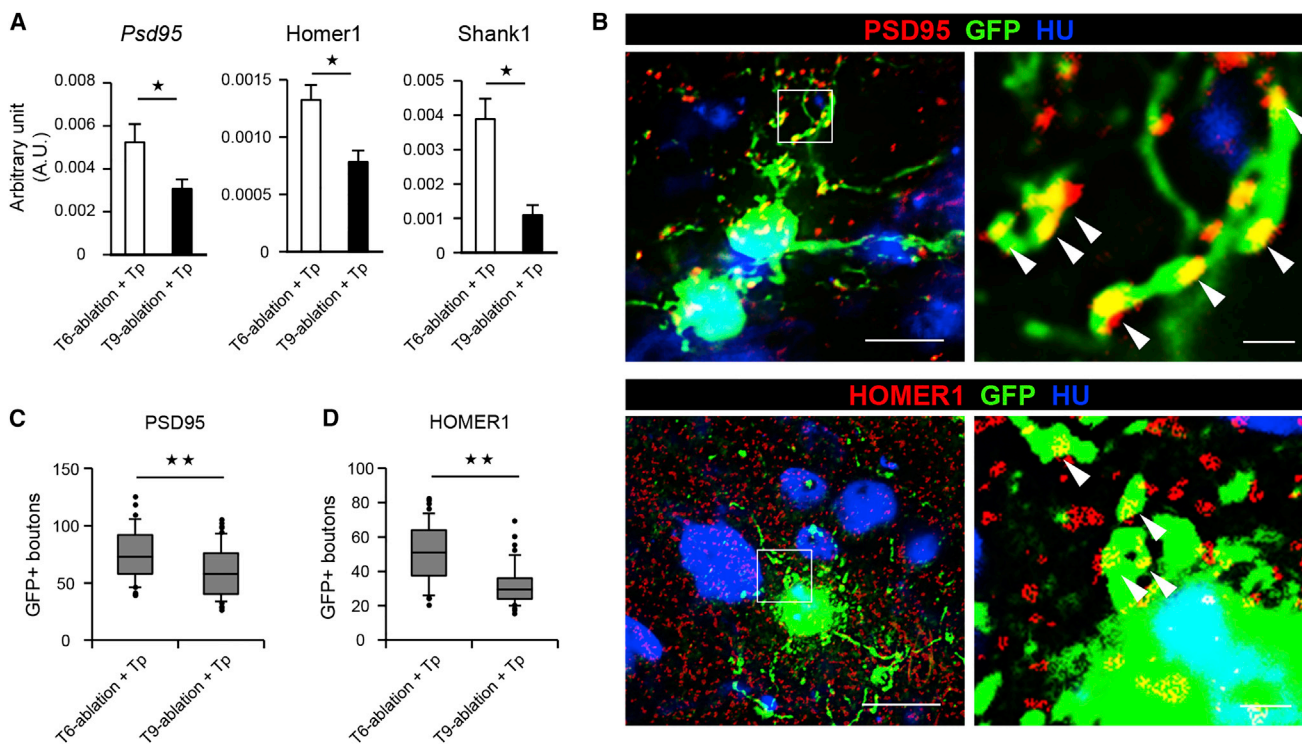 A
Psd95
Homer1
Shank1
Arbitrary unit
(A.U.)
0.008
0.006
0.004
0.002
0
★
T6-ablation + Tp
T9-ablation + Tp
0.0015
0.0010
0.0005
0
★
T6-ablation + Tp
T9-ablation + Tp
0.005
0.004
0.003
0.002
0.001
0
★
T6-ablation + Tp
T9-ablation + Tp
B
PSD95 GFP HU
HOMER1 GFP HU
C
PSD95
GFP+ boutons
150
100
50
0
★★
T6-ablation + Tp
T9-ablation + Tp
D
HOMER1
GFP+ boutons
100
80
60
40
20
0
★★
T6-ablation + Tp
T9-ablation + Tp